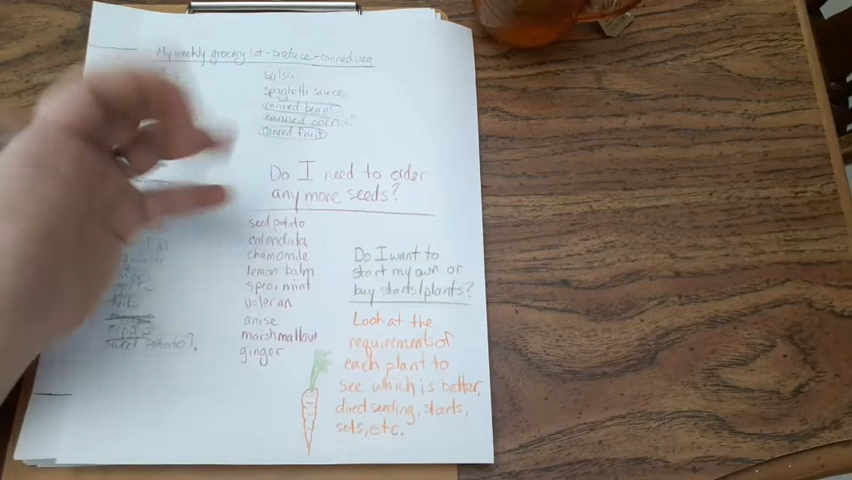 My weekly grocery list - produce - canned veg
salsa
spaghetti sauce
canned beans
canned corn
canned fruit
Do I need to order
any more seeds?
seed potato
calendula
chamomile
lemon balm
spearmint
valerian
anise
marshmallow
ginger
sweet potato?
Do I want to
start my own or
buy starts/plants?
Look at the
requirement of
each plant to
see which is better,
direct seeding, starts,
sets, etc.